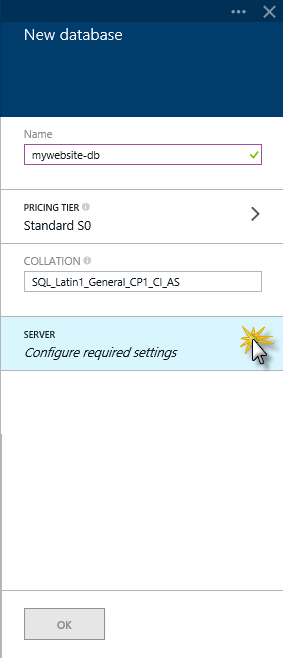 New database
Name
mywebsite-db
PRICING TIER
Standard S0
COLLATION
SQL_Latin1_General_CP1_CI_AS
SERVER
Configure required settings
OK